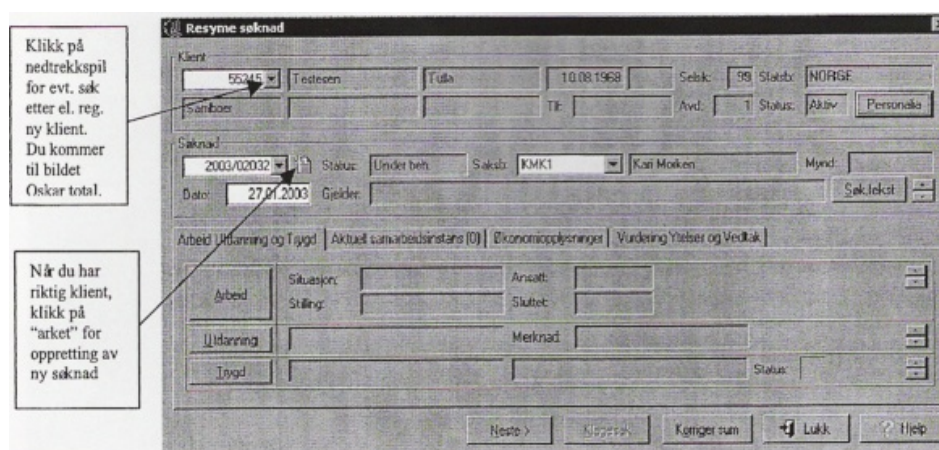 Klikk på
nedtrekkspil
for evt. søk
etter el. reg.
ny klient.
Du kommer
til bildet
Oskar total.
Når du har
riktig klient,
klikk på
“arket” for
oppretting av
ny søknad
Resyme søknad
Klient
55245 Testesen Tulla 10.08.1968 Selsk: 99 Statsb: NORGE
Samboer Tlf: Avd: 1 Status: Aktiv Personalia
Søknad
2003/02032 Status: Under beh. Saksb: KMK1 Kari Morken Mynd:
Dato: 27.01.2003 Gjelder: Søk.tekst
Arbeid Utdanning og Trygd Aktuell samarbeidsinstans (0) Økonomiopplysninger Vurdering Ytelser og Vedtak
Arbeid Situasjon: Ansatt:
Stilling: Sluttet:
Utdanning Merknad:
Trygd Status:
Neste > Klagesak Korriger sum Lukk Hjelp